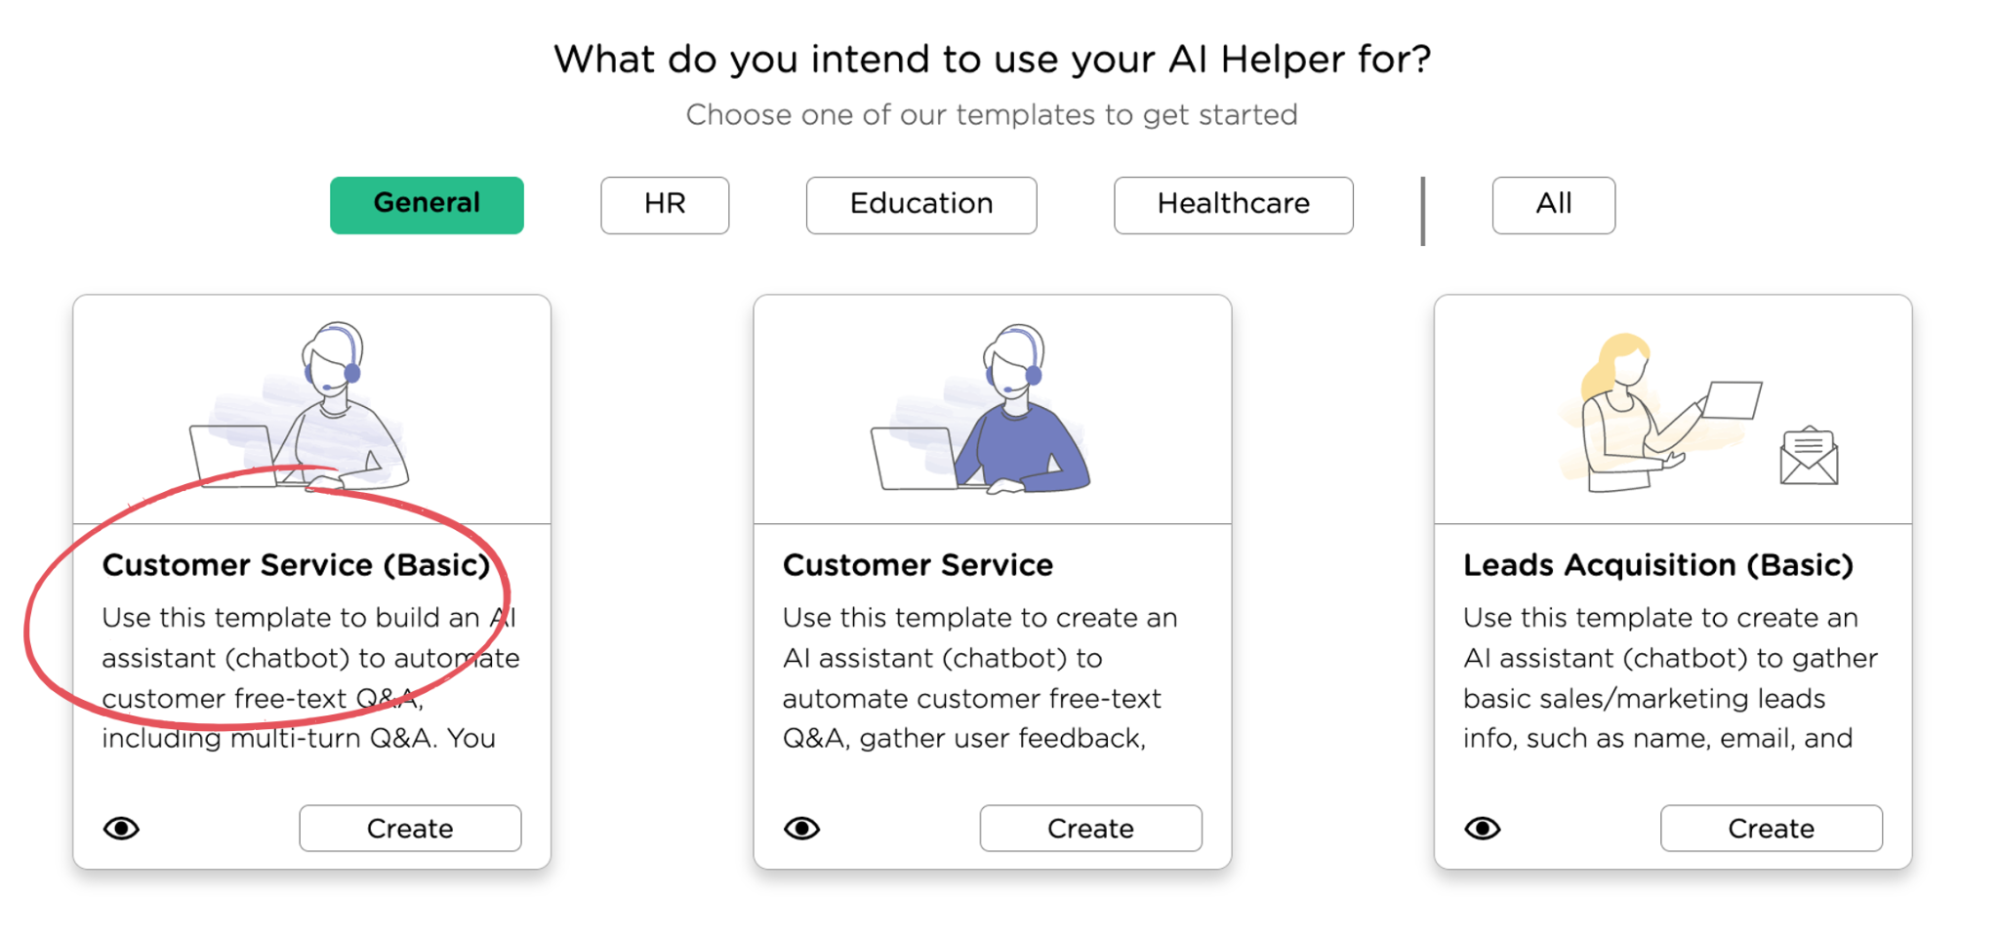 What do you intend to use your AI Helper for?
Choose one of our templates to get started
General
HR
Education
Healthcare
All
Customer Service (Basic)
Use this template to build an AI
assistant (chatbot) to automate
customer free-text Q&A,
including multi-turn Q&A. You
Create
Customer Service
Use this template to create an
AI assistant (chatbot) to
automate customer free-text
Q&A, gather user feedback,
Create
Leads Acquisition (Basic)
Use this template to create an
AI assistant (chatbot) to gather
basic sales/marketing leads
info, such as name, email, and
Create